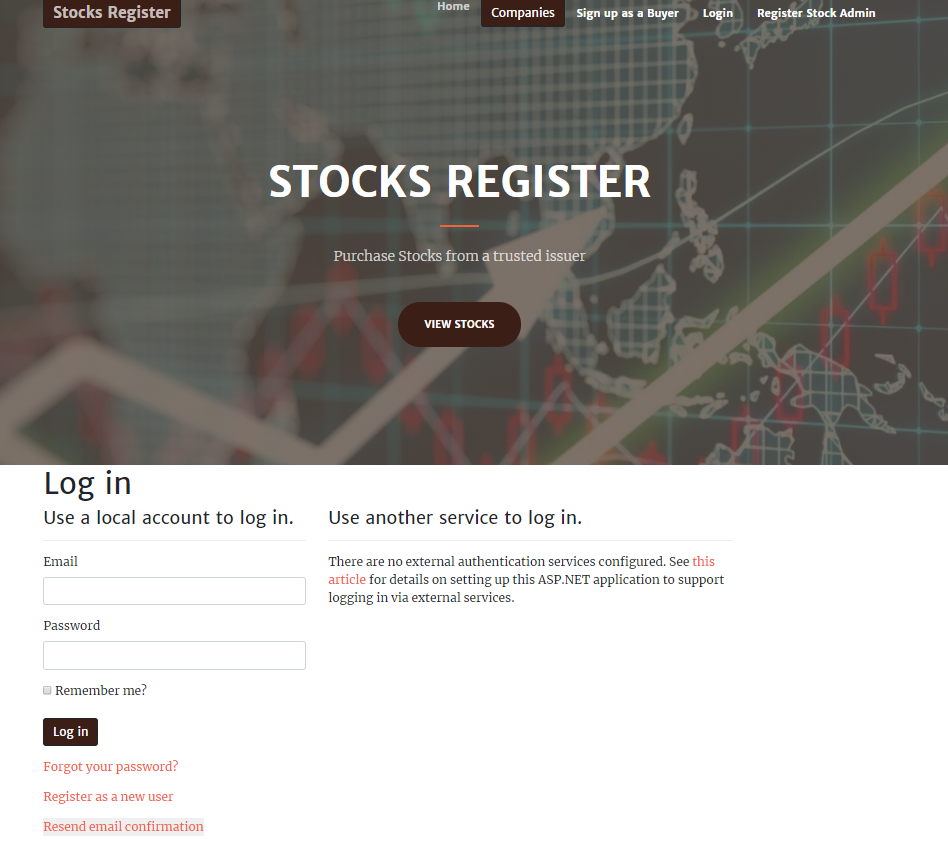 Stocks Register
Home
Companies
Sign up as a Buyer
Login
Register Stock Admin
STOCKS REGISTER
Purchase Stocks from a trusted issuer
VIEW STOCKS
Log in
Use a local account to log in.
Email
Password
Remember me?
Log in
Forgot your password?
Register as a new user
Resend email confirmation
Use another service to log in.
There are no external authentication services configured. See this
article for details on setting up this ASP.NET application to support
logging in via external services.